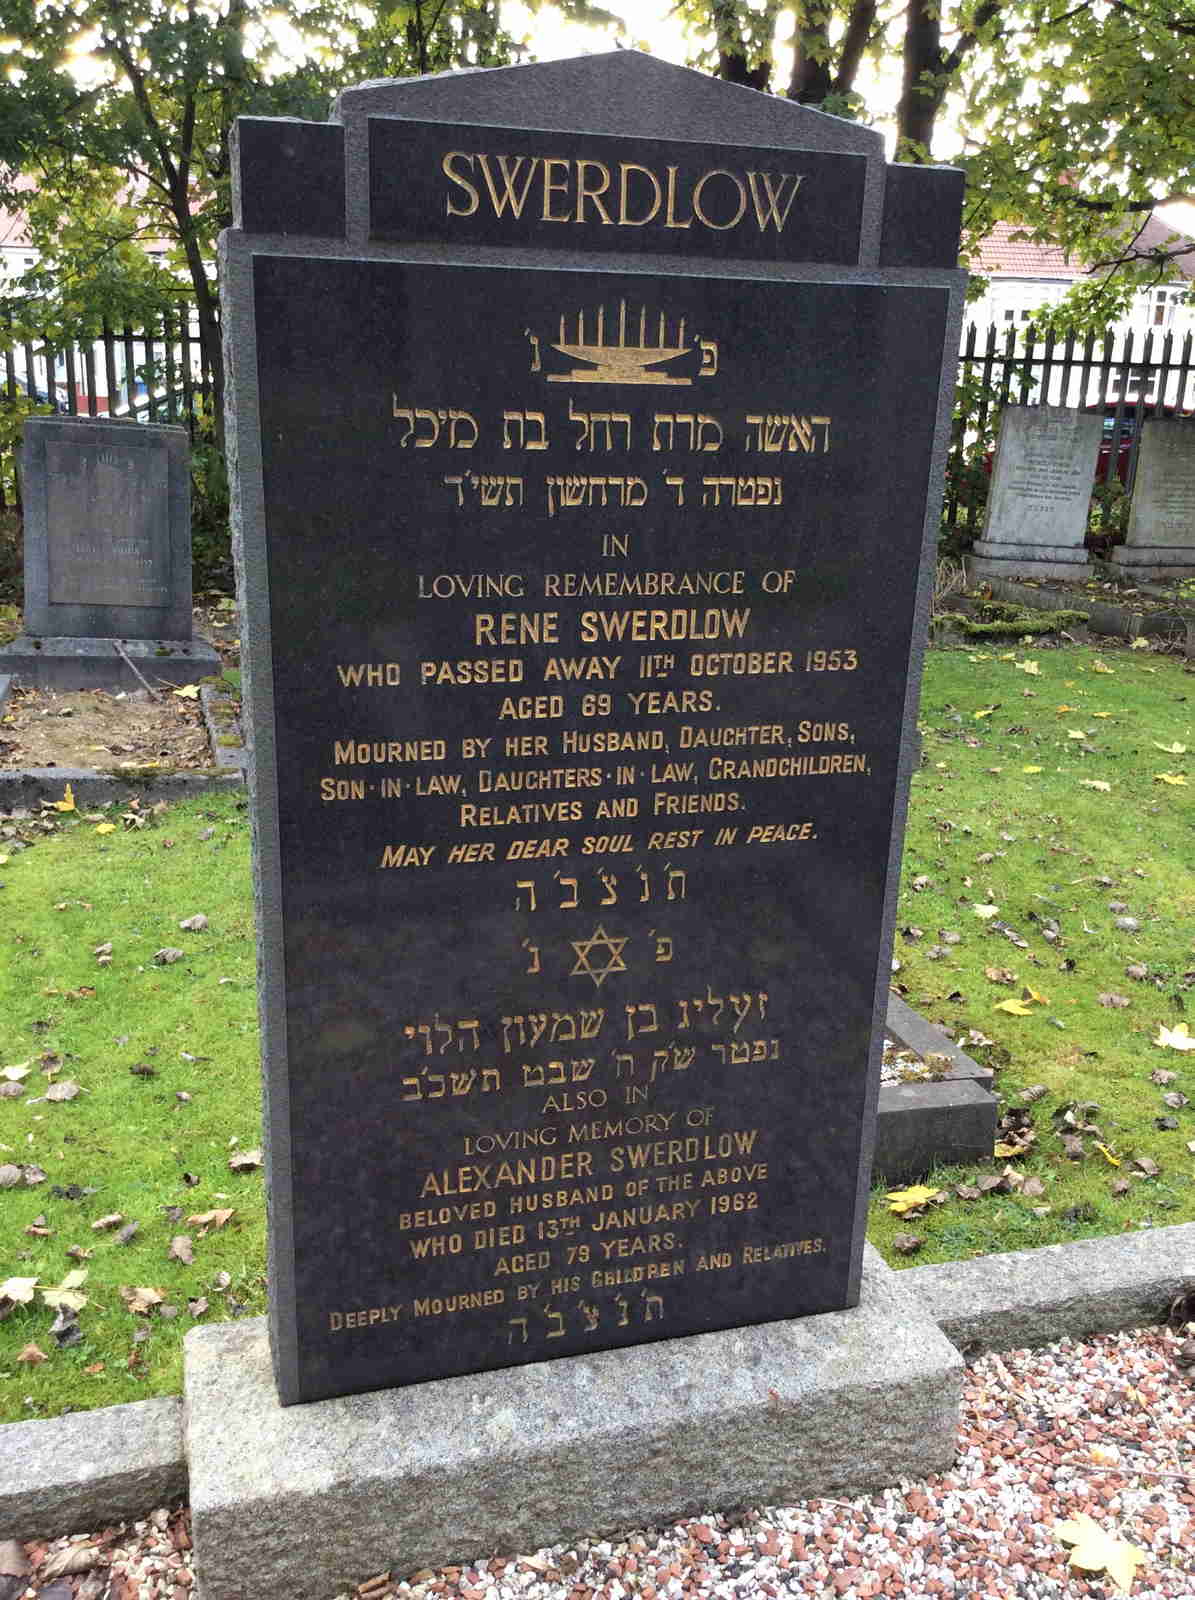 SWERDLOW
פ' נ'
האשה מרת רחל בת מיכל
נפטרה ד' מרחשון תשי"ד
IN
LOVING REMEMBRANCE OF
RENE SWERDLOW
WHO PASSED AWAY 11TH OCTOBER 1953
AGED 69 YEARS.
MOURNED BY HER HUSBAND, DAUGHTER, SONS,
SON·IN·LAW, DAUGHTERS·IN·LAW, GRANDCHILDREN,
RELATIVES AND FRIENDS.
MAY HER DEAR SOUL REST IN PEACE.
ת' נ' צ' ב' ה
פ' נ'
זעליג בן שמעון הלוי
נפטר ש"ק ח' שבט תשכ"ב
ALSO IN
LOVING MEMORY OF
ALEXANDER SWERDLOW
BELOVED HUSBAND OF THE ABOVE
WHO DIED 13TH JANUARY 1962
AGED 79 YEARS.
DEEPLY MOURNED BY HIS CHILDREN AND RELATIVES.
ת' נ' צ' ב' ה